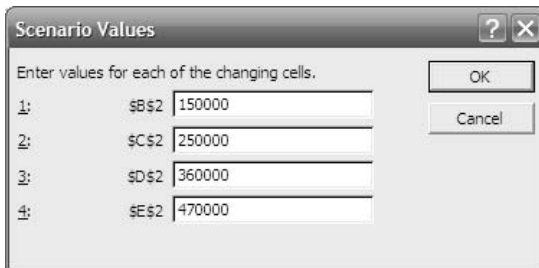 Scenario Values
Enter values for each of the changing cells.
OK
1: $B$2 150000
Cancel
2: $C$2 250000
3: $D$2 360000
4: $E$2 470000